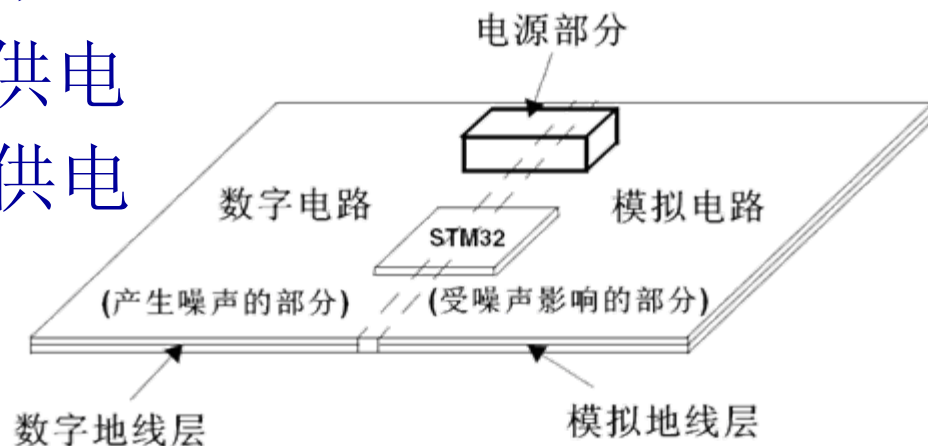 电源部分
供电
供电
数字电路
模拟电路
STM32
(产生噪声的部分)
(受噪声影响的部分)
数字地线层
模拟地线层